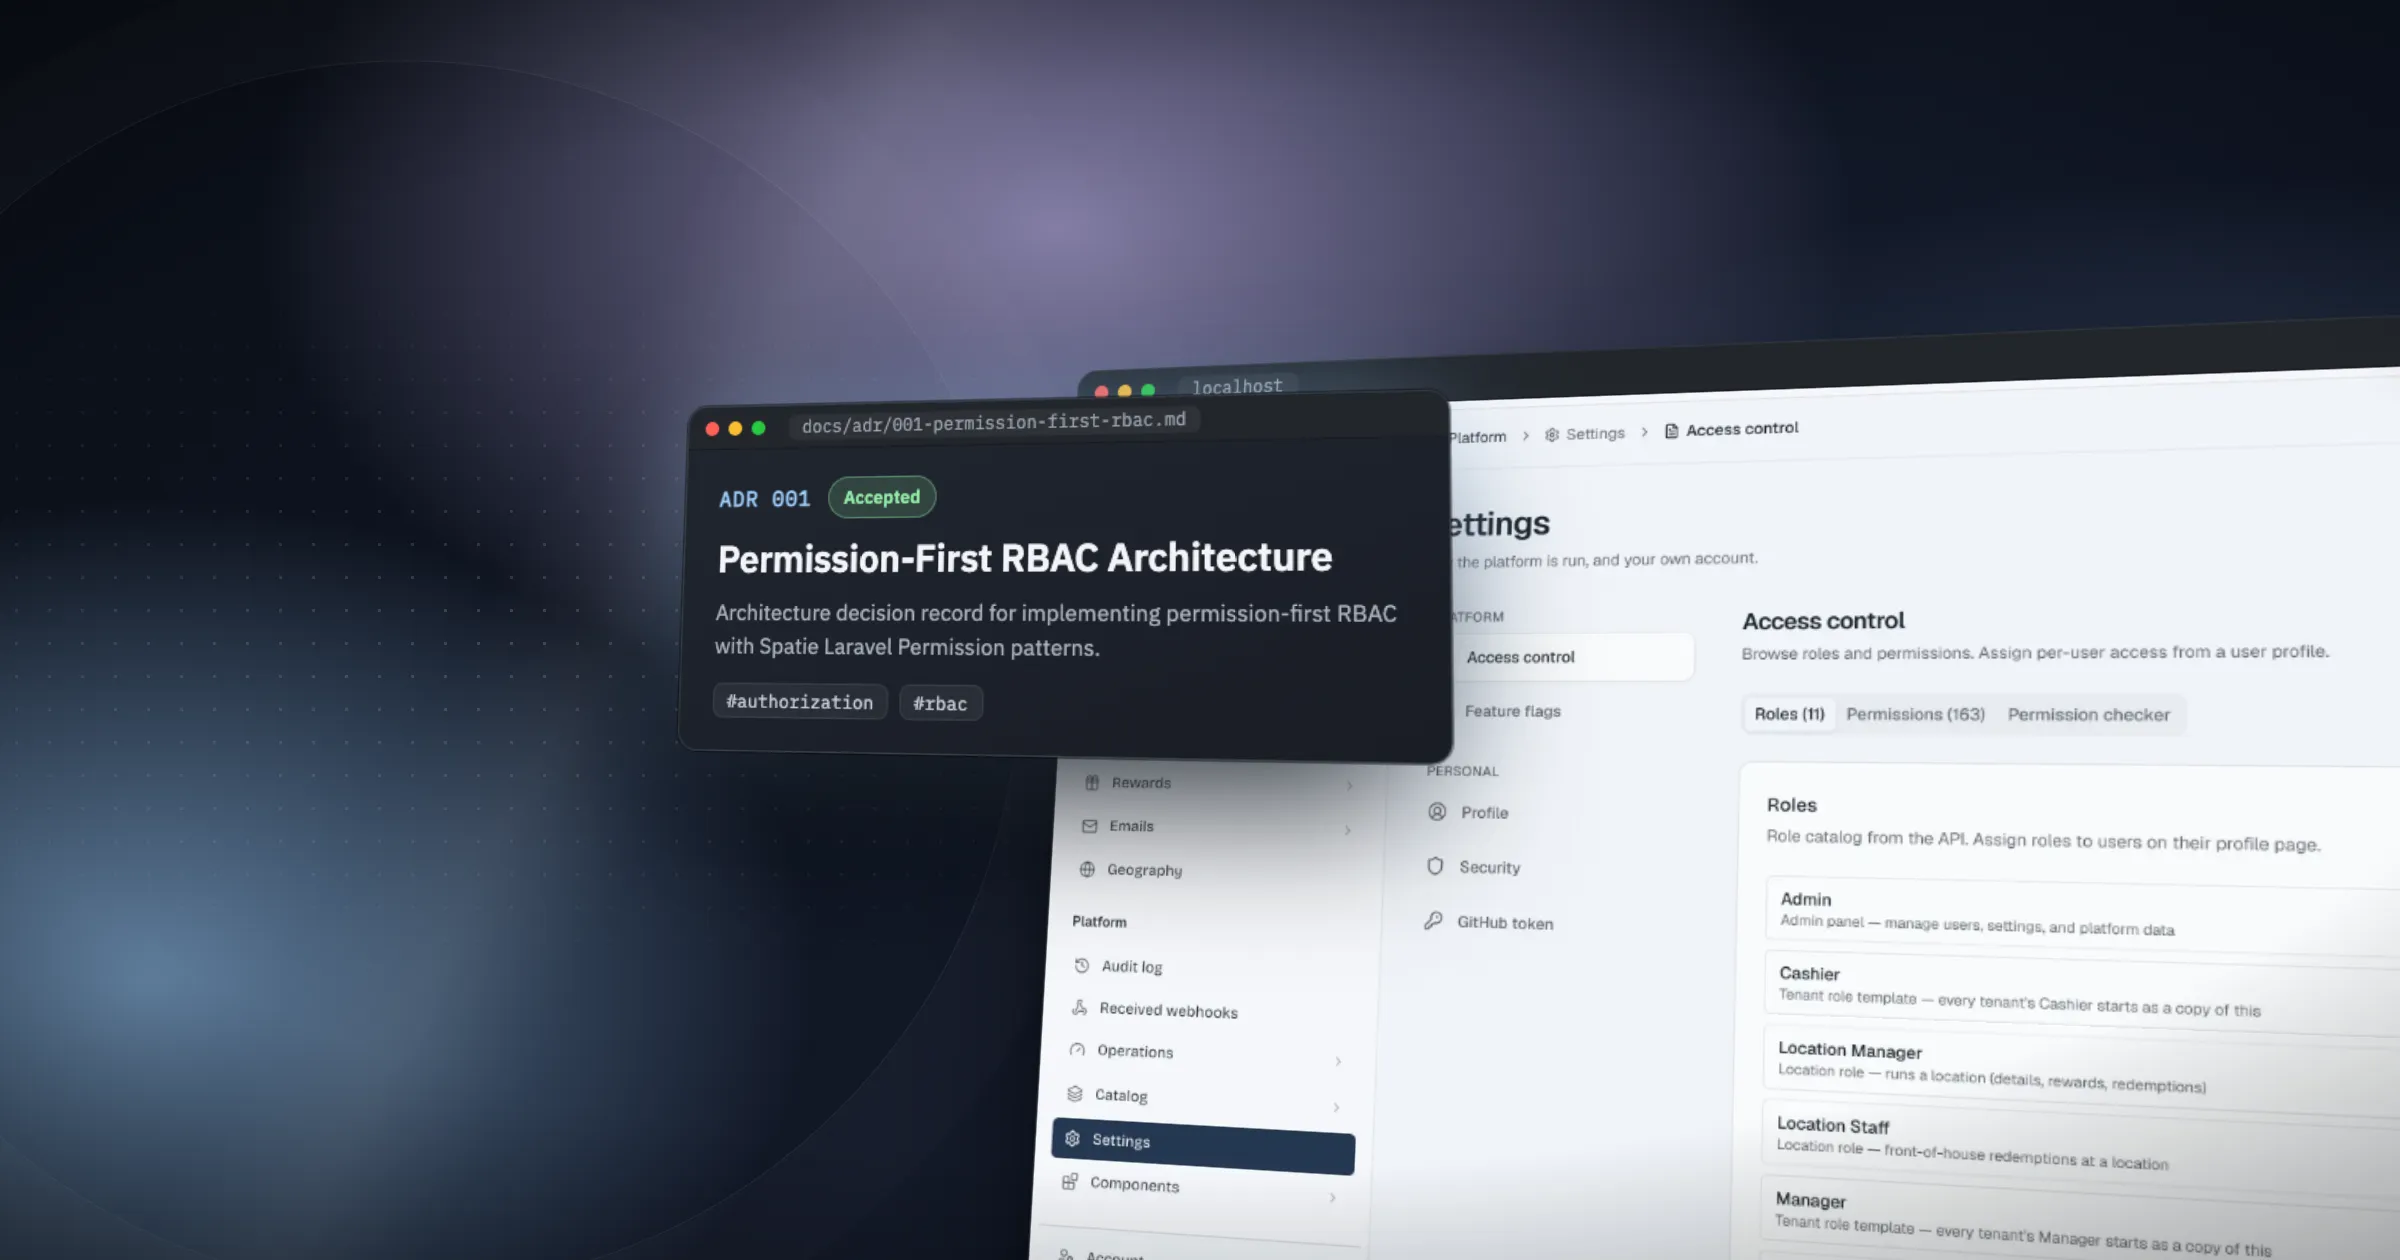 localhost
docs/adr/001-permission-first-rbac.md
ADR 001 Accepted
Permission-First RBAC Architecture
Architecture decision record for implementing permission-first RBAC
with Spatie Laravel Permission patterns.
#authorization #rbac
Platform > Settings > Access control
ettings
the platform is run, and your own account.
ATFORM
Access control
Feature flags
PERSONAL
Profile
Security
GitHub token
Rewards
Emails
Geography
Platform
Audit log
Received webhooks
Operations
Catalog
Settings
Components
Account
Access control
Browse roles and permissions. Assign per-user access from a user profile.
Roles (11) Permissions (163) Permission checker
Roles
Role catalog from the API. Assign roles to users on their profile page.
Admin
Admin panel — manage users, settings, and platform data
Cashier
Tenant role template — every tenant's Cashier starts as a copy of this
Location Manager
Location role — runs a location (details, rewards, redemptions)
Location Staff
Location role — front-of-house redemptions at a location
Manager
Tenant role template — every tenant's Manager starts as a copy of this